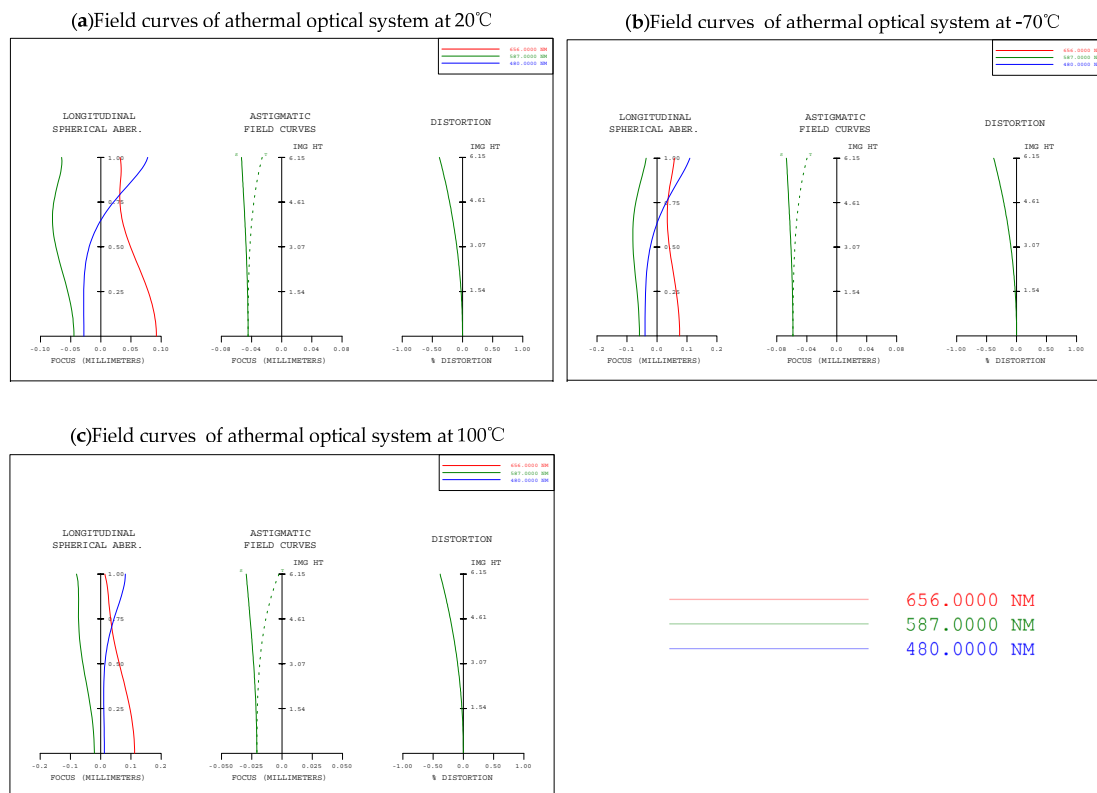 (a)Field curves of athermal optical system at 20℃
656.0000 NM
587.0000 NM
480.0000 NM
LONGITUDINAL
SPHERICAL ABER.
ASTIGMATIC
FIELD CURVES
DISTORTION
IMG HT
IMG HT
1.00
6.15
6.15
0.75
4.61
4.61
0.50
3.07
3.07
0.25
1.54
1.54
-0.10 -0.05 0.0 0.05 0.10
-0.08 -0.04 0.0 0.04 0.08
-1.00 -0.50 0.0 0.50 1.00
FOCUS (MILLIMETERS)
FOCUS (MILLIMETERS)
% DISTORTION
(b)Field curves of athermal optical system at -70℃
656.0000 NM
587.0000 NM
480.0000 NM
LONGITUDINAL
SPHERICAL ABER.
ASTIGMATIC
FIELD CURVES
DISTORTION
IMG HT
IMG HT
1.00
6.15
6.15
0.75
4.61
4.61
0.50
3.07
3.07
0.25
1.54
1.54
-0.2 -0.1 0.0 0.1 0.2
-0.08 -0.04 0.0 0.04 0.08
-1.00 -0.50 0.0 0.50 1.00
FOCUS (MILLIMETERS)
FOCUS (MILLIMETERS)
% DISTORTION
(c)Field curves of athermal optical system at 100℃
656.0000 NM
587.0000 NM
480.0000 NM
LONGITUDINAL
SPHERICAL ABER.
ASTIGMATIC
FIELD CURVES
DISTORTION
IMG HT
IMG HT
1.00
6.15
6.15
0.75
4.61
4.61
0.50
3.07
3.07
0.25
1.54
1.54
-0.2 -0.1 0.0 0.1 0.2
-0.050 -0.025 0.0 0.025 0.050
-1.00 -0.50 0.0 0.50 1.00
FOCUS (MILLIMETERS)
FOCUS (MILLIMETERS)
% DISTORTION
656.0000 NM
587.0000 NM
480.0000 NM